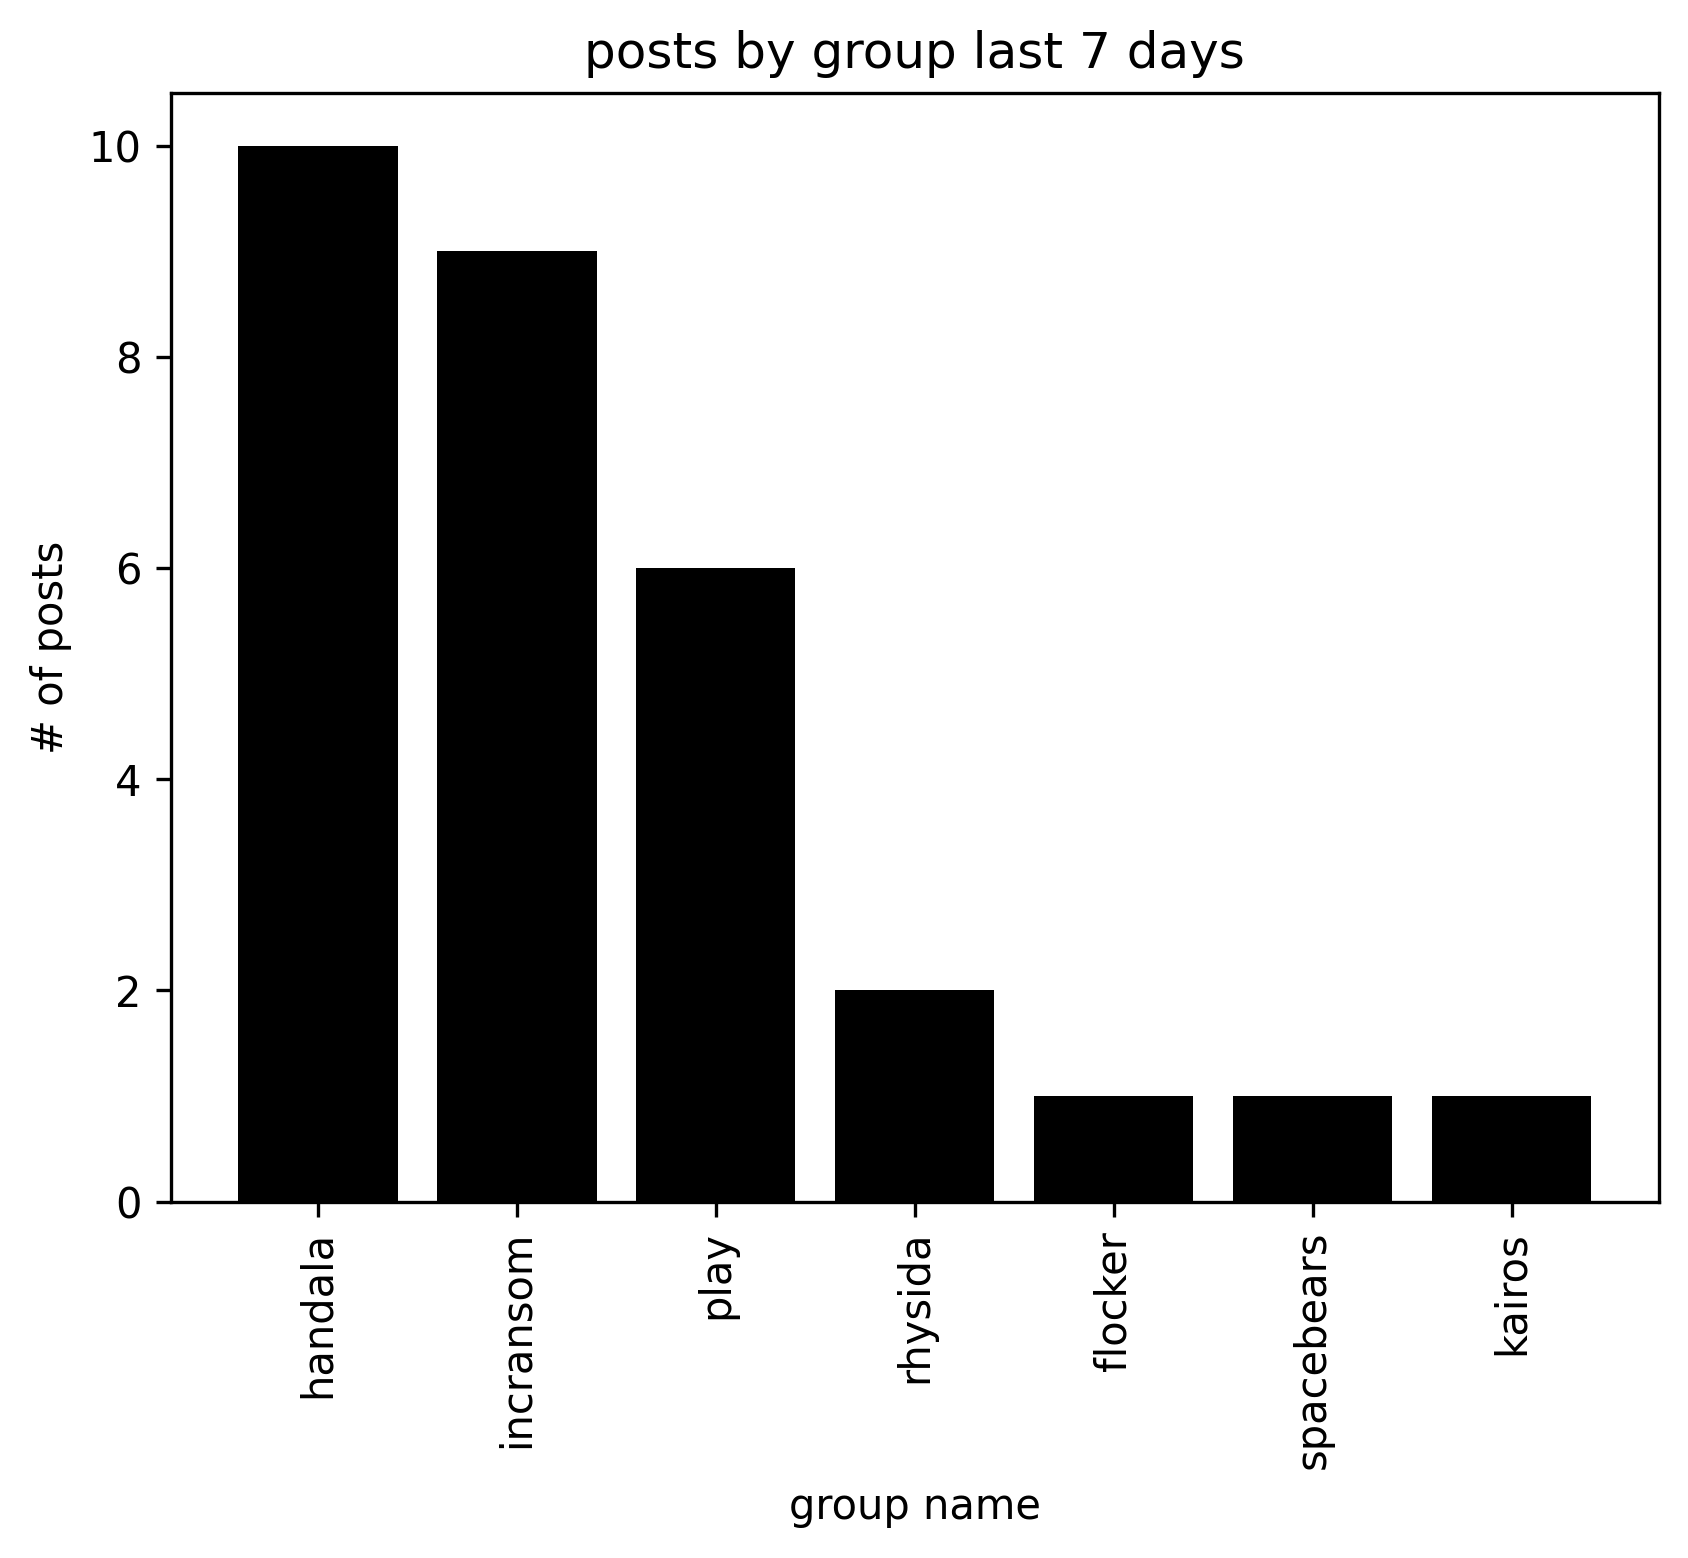 posts by group last 7 days
# of posts
10
8
6
4
2
0
handala
incransom
play
rhysida
flocker
spacebears
kairos
group name